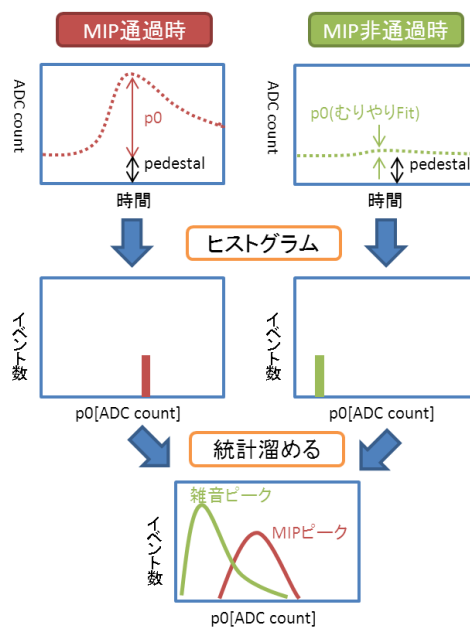 MIP通過時
MIP非通過時
ADC count
p0
pedestal
時間
ADC count
p0(むりやりFit)
pedestal
時間
ヒストグラム
イベント数
p0[ADC count]
イベント数
p0[ADC count]
統計溜める
イベント数
雑音ピーク
MIPピーク
p0[ADC count]